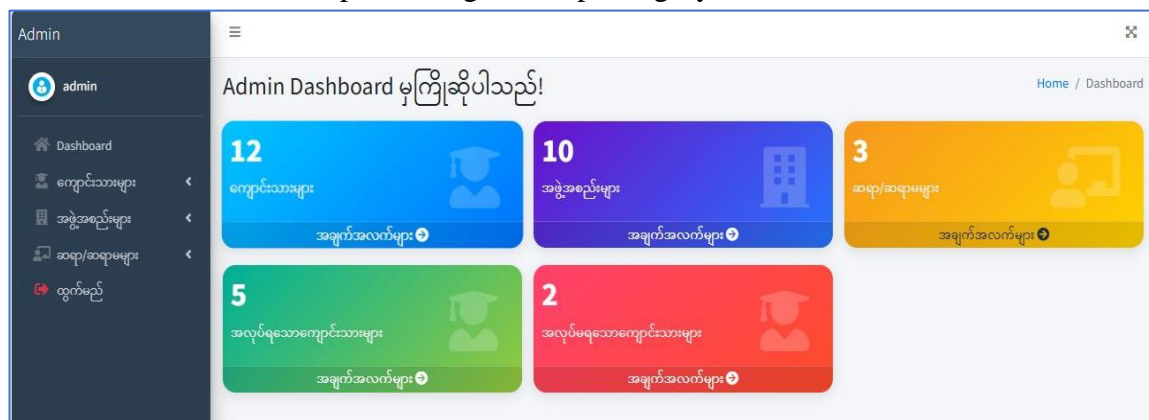 Admin
admin
Dashboard
ကျောင်းသားများ
အဖွဲ့အစည်းများ
ဆရာ/ဆရာမများ
ထွက်မည်
Admin Dashboard မှကြိုဆိုပါသည်!
Home / Dashboard
12
ကျောင်းသားများ
အချက်အလက်များ
10
အဖွဲ့အစည်းများ
အချက်အလက်များ
3
ဆရာ/ဆရာမများ
အချက်အလက်များ
5
အလုပ်ရသောကျောင်းသားများ
အချက်အလက်များ
2
အလုပ်မရသောကျောင်းသားများ
အချက်အလက်များ